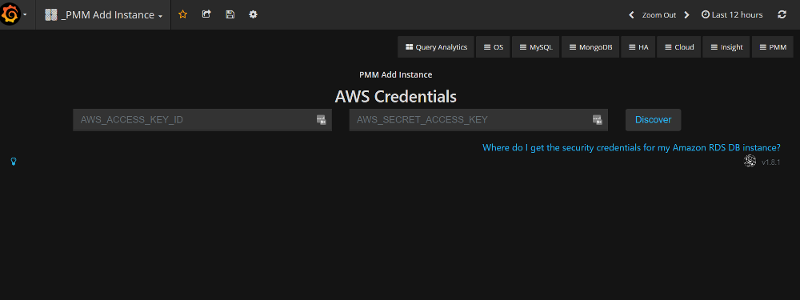 _PMM Add Instance
Zoom Out
Last 12 hours
Query Analytics
OS
MySQL
MongoDB
HA
Cloud
Insight
PMM
PMM Add Instance
AWS Credentials
AWS_ACCESS_KEY_ID
AWS_SECRET_ACCESS_KEY
Discover
Where do I get the security credentials for my Amazon RDS DB instance?
v1.8.1